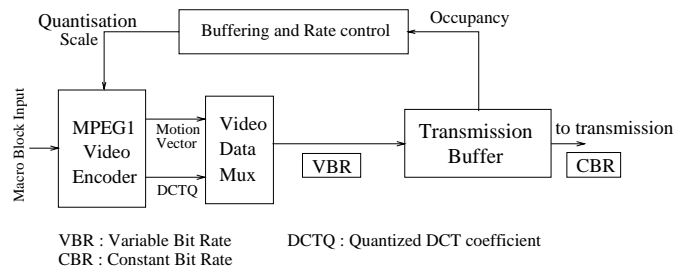 Quantisation
Scale
Buffering and Rate control
Occupancy
Macro Block Input
MPEG1
Video
Encoder
Motion
Vector
DCTQ
Video
Data
Mux
VBR
Transmission
Buffer
to transmission
CBR
VBR : Variable Bit Rate
DCTQ : Quantized DCT coefficient
CBR : Constant Bit Rate